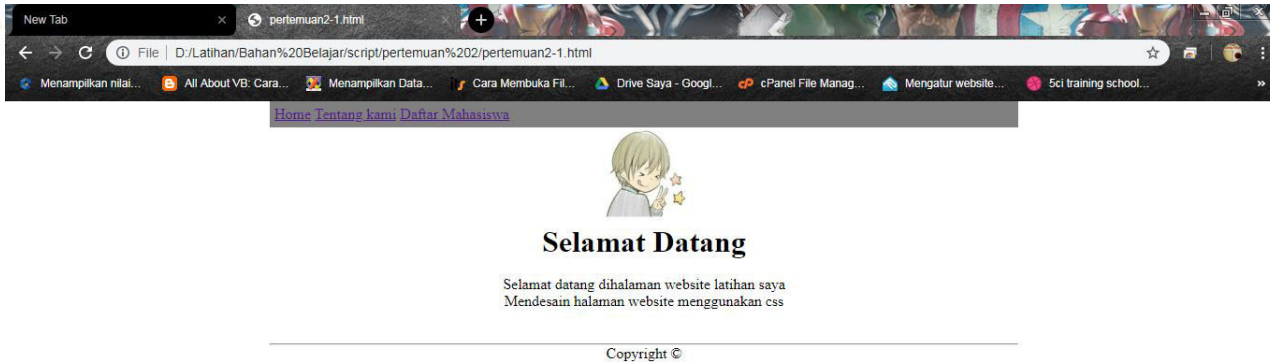 New Tab
pertemuan2-1.html
File | D:/Latihan/Bahan%20Belajar/script/pertemuan%202/pertemuan2-1.html
Menampilkan nilai... All About VB: Cara... Menampilkan Data... Cara Membuka Fil... Drive Saya - Googl... cPanel File Manag... Mengatur website... 5ci training school...
Home Tentang kami Daftar Mahasiswa
Selamat Datang
Selamat datang dihalaman website latihan saya
Mendesain halaman website menggunakan css
Copyright ©